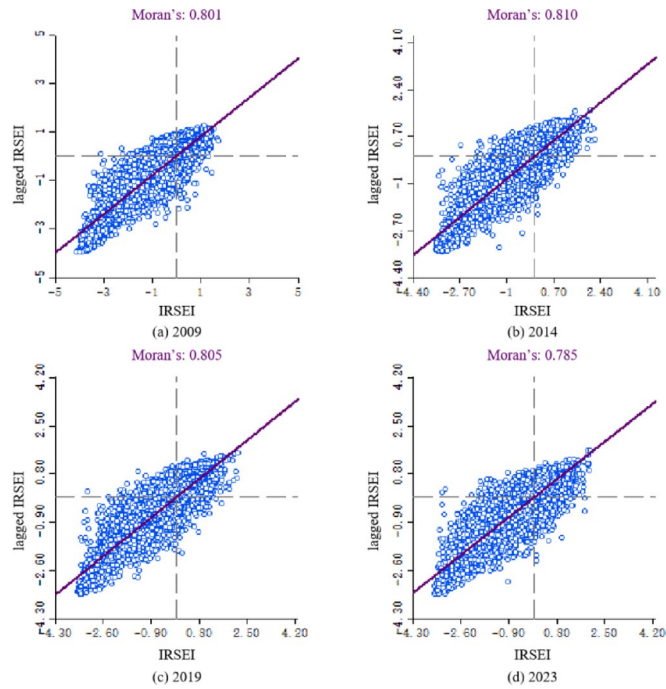 Moran's: 0.801
5
3
1
-1
-3
-5
lagged IRSEI
-5 -3 -1 1 3 5
IRSEI
(a) 2009
Moran's: 0.810
4.10
2.40
0.70
-1
-2.70
-4.40
lagged IRSEI
-4.40 -2.70 -1 0.70 2.40 4.10
IRSEI
(b) 2014
Moran's: 0.805
4.20
2.50
0.80
-0.90
-2.60
-4.30
lagged IRSEI
-4.30 -2.60 -0.90 0.80 2.50 4.20
IRSEI
(c) 2019
Moran's: 0.785
4.20
2.50
0.80
-0.90
-2.60
-4.30
lagged IRSEI
-4.30 -2.60 -0.90 0.80 2.50 4.20
IRSEI
(d) 2023